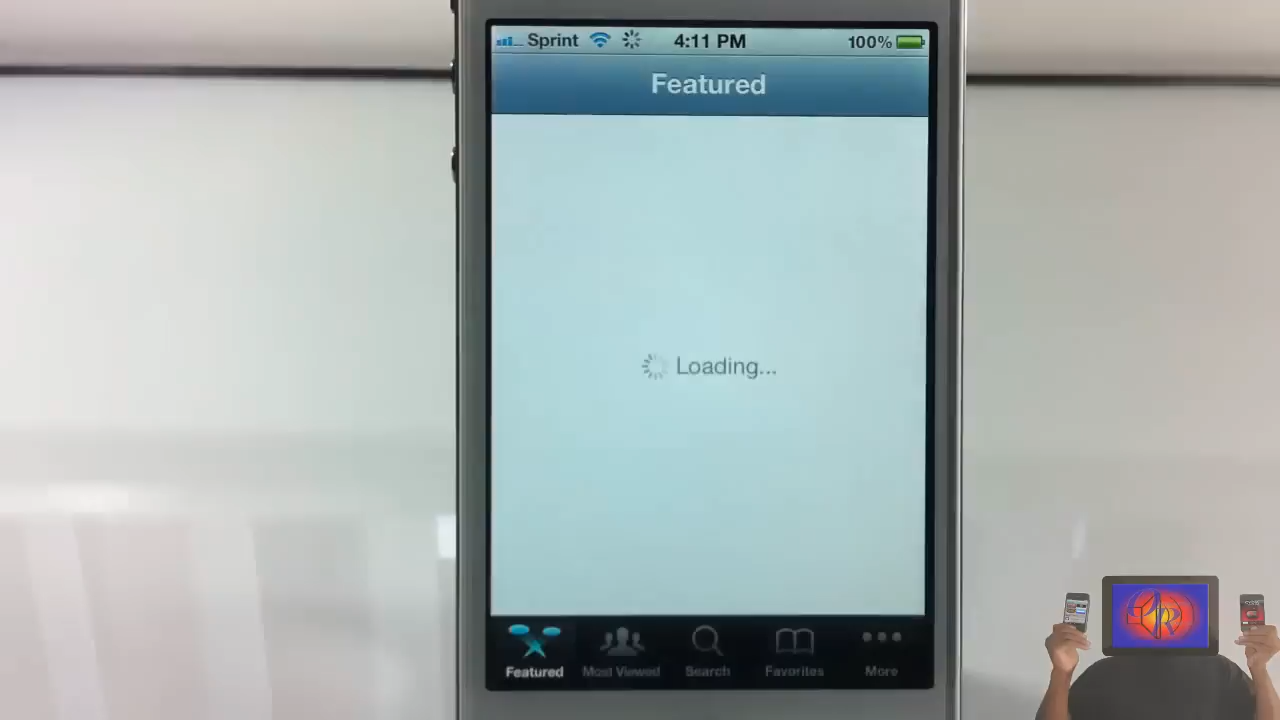 Sprint 4:11 PM 100%
Featured
Loading...
Featured Most Viewed Search Favorites More